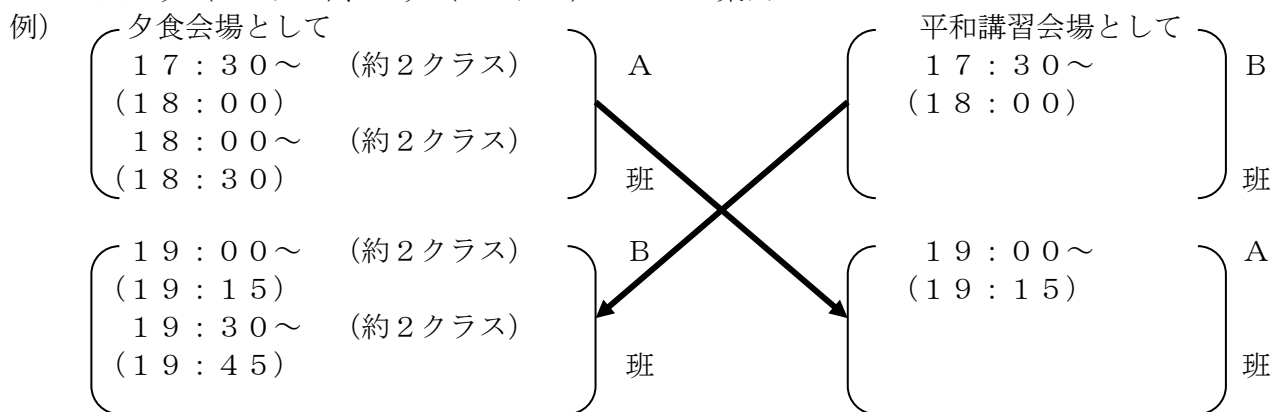 例)　夕食会場として　　　　　　　　　平和講習会場として
１７：３０～　(約２クラス)　Ａ　　１７：３０～　Ｂ
(１８：００)　　　　　　　　　　　(１８：００)
１８：００～　(約２クラス)
(１８：３０)　　　　　　　班　　　　　　　　　　班
１９：００～　(約２クラス)　Ｂ　　１９：００～　Ａ
(１９：１５)　　　　　　　　　　　(１９：１５)
１９：３０～　(約２クラス)
(１９：４５)　　　　　　　班　　　　　　　　　　班